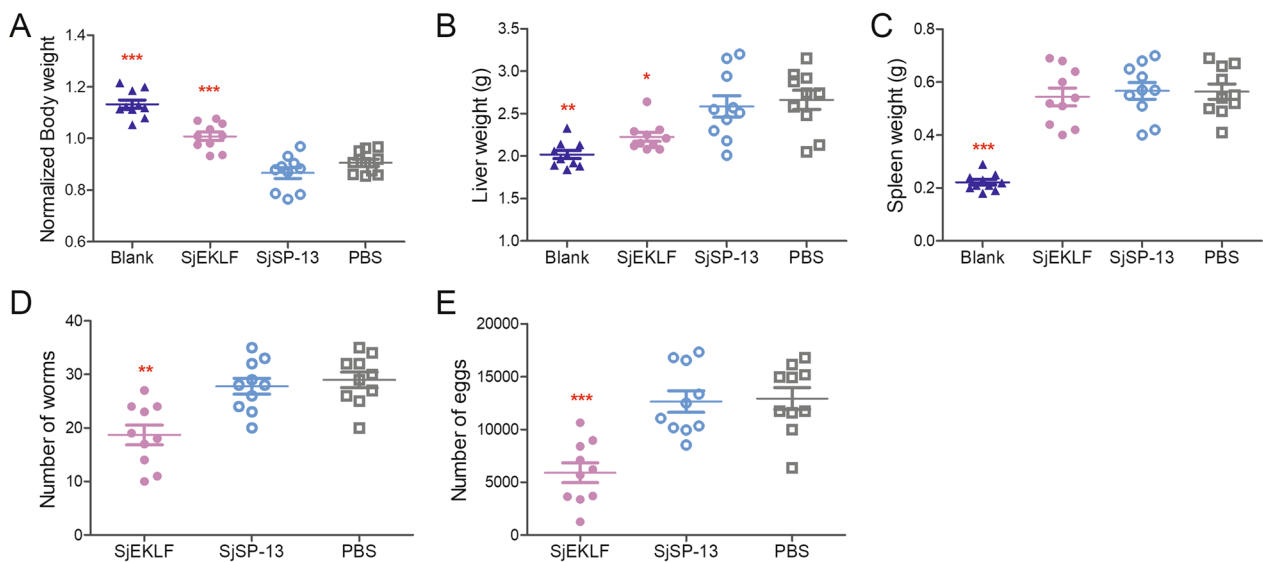 A
Normalized Body weight
1.4
1.2
1.0
0.8
0.6
***
***
Blank SjEKLF SjSP-13 PBS
B
Liver weight (g)
3.5
3.0
2.5
2.0
1.5
1.0
**
*
Blank SjEKLF SjSP-13 PBS
C
Spleen weight (g)
0.8
0.6
0.4
0.2
0.0
***
Blank SjEKLF SjSP-13 PBS
D
Number of worms
40
30
20
10
0
**
SjEKLF SjSP-13 PBS
E
Number of eggs
20000
15000
10000
5000
0
***
SjEKLF SjSP-13 PBS